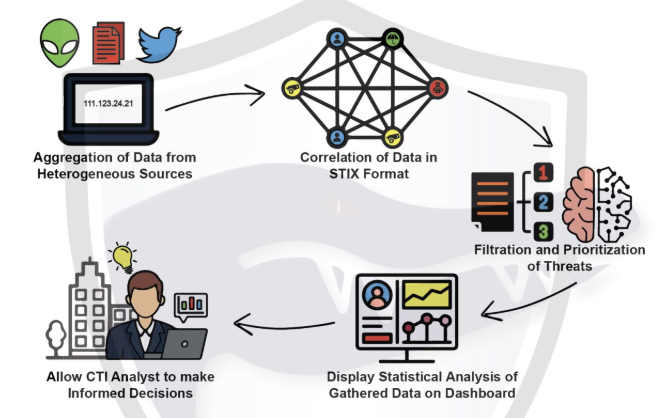 111.123.24.21
Aggregation of Data from
Heterogeneous Sources
Correlation of Data in
STIX Format
1
2
3
Filtration and Prioritization
of Threats
Display Statistical Analysis of
Gathered Data on Dashboard
Allow CTI Analyst to make
Informed Decisions